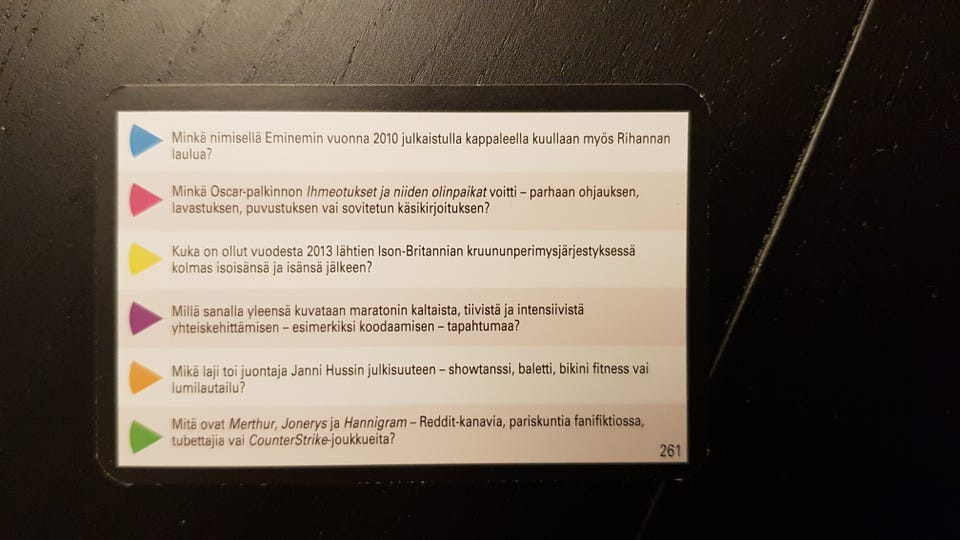 Minkä nimisellä Eminemin vuonna 2010 julkaistulla kappaleella kuullaan myös Rihannan
laulua?
Minkä Oscar-palkinnon Ihmeotukset ja niiden olinpaikat voitti – parhaan ohjauksen,
lavastuksen, puvustuksen vai sovitetun käsikirjoituksen?
Kuka on ollut vuodesta 2013 lähtien Ison-Britannian kruununperimysjärjestyksessä
kolmas isoisänsä ja isänsä jälkeen?
Millä sanalla yleensä kuvataan maratonin kaltaista, tiivistä ja intensiivistä
yhteiskehittämisen – esimerkiksi koodaamisen – tapahtumaa?
Mikä laji toi juontaja Janni Hussin julkisuuteen – showtanssi, baletti, bikini fitness vai
lumilautailu?
Mitä ovat Merthur, Jonerys ja Hannigram – Reddit-kanavia, pariskuntia fanifiktiossa,
tubettajia vai CounterStrike-joukkueita?
261